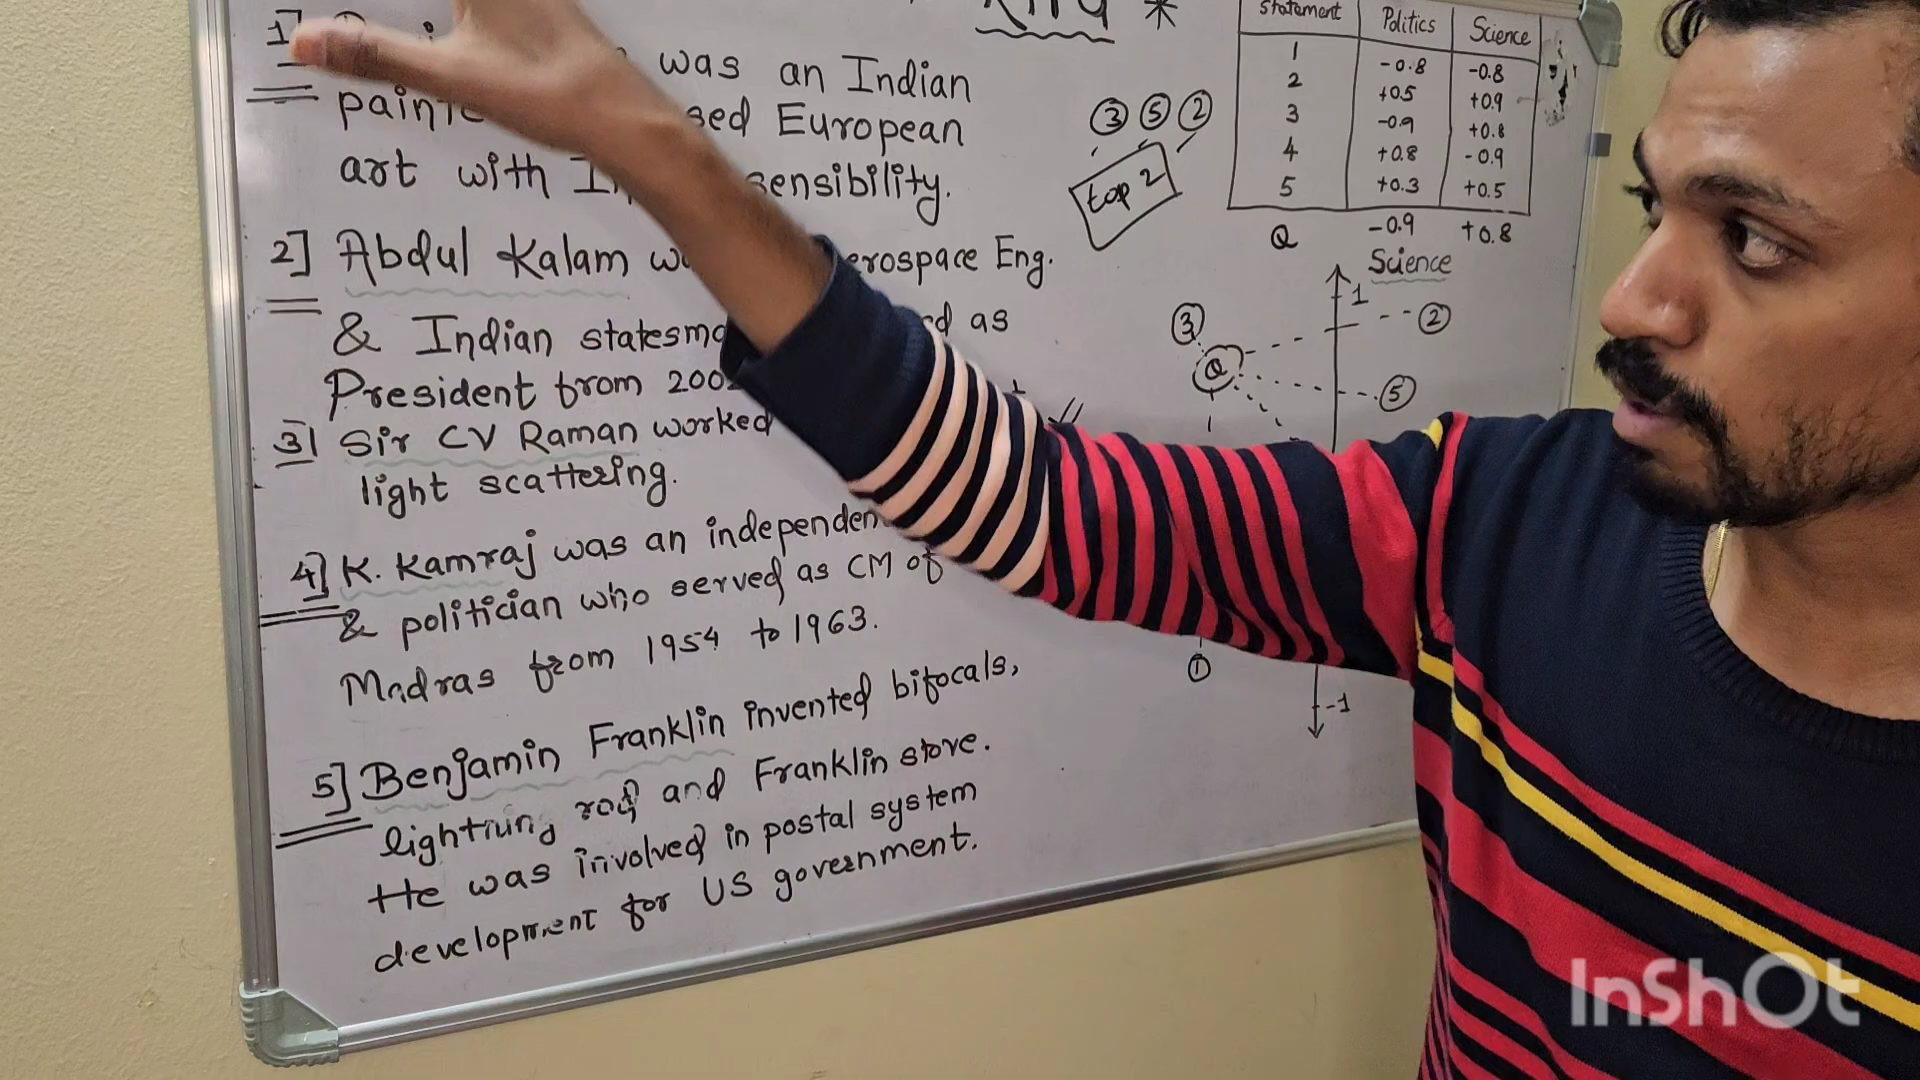 1]
was an Indian
European
art with sensibility.
2] Abdul Kalam Eng.
& Indian as
President from
3] Sir CV Raman worked
light scattering.
4] K. Kamraj was an
& politician who served as CM of
Madras from 1954 to 1963.
5] Benjamin Franklin invented bifocals,
lightning rod and Franklin stove.
He was involved in postal system
development for US government.
*
3 5 2
top 2
statement Politics Science
1 -0.8 -0.8
2 +0.5 +0.9
3 -0.9 +0.8
4 +0.8 -0.9
5 +0.3 +0.5
Q -0.9 +0.8
Science
1
3 2
Q
5
1
-1
InShOt